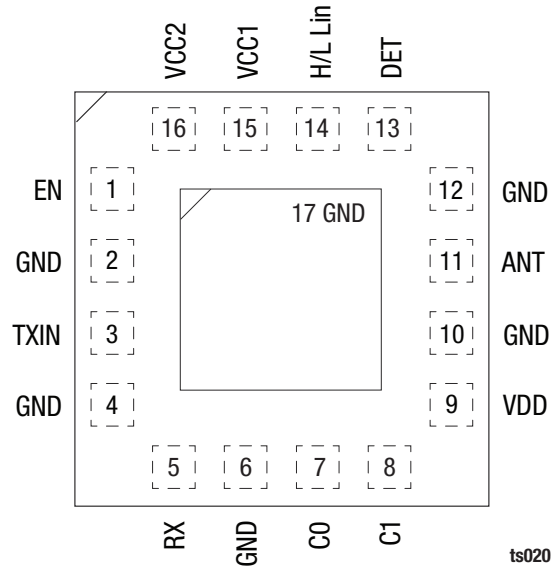 VCC2
VCC1
H/L Lin
DET
16
15
14
13
EN
1
12
GND
17 GND
GND
2
11
ANT
TXIN
3
10
GND
GND
4
9
VDD
5
6
7
8
RX
GND
C0
C1
ts020